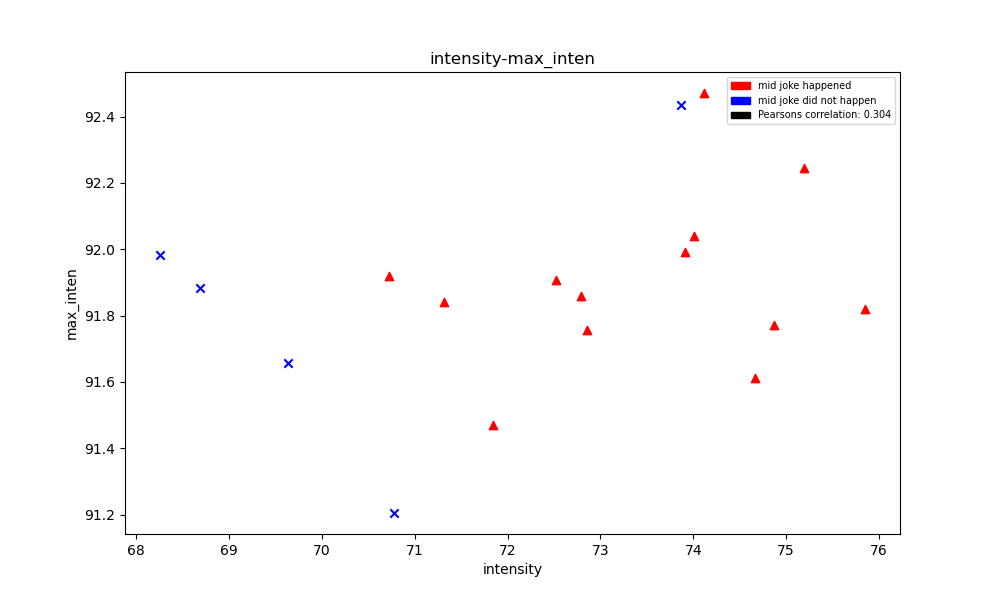 intensity-max_inten
mid joke happened
mid joke did not happen
Pearsons correlation: 0.304
92.4
92.2
92.0
91.8
91.6
91.4
91.2
max_inten
68 69 70 71 72 73 74 75 76
intensity